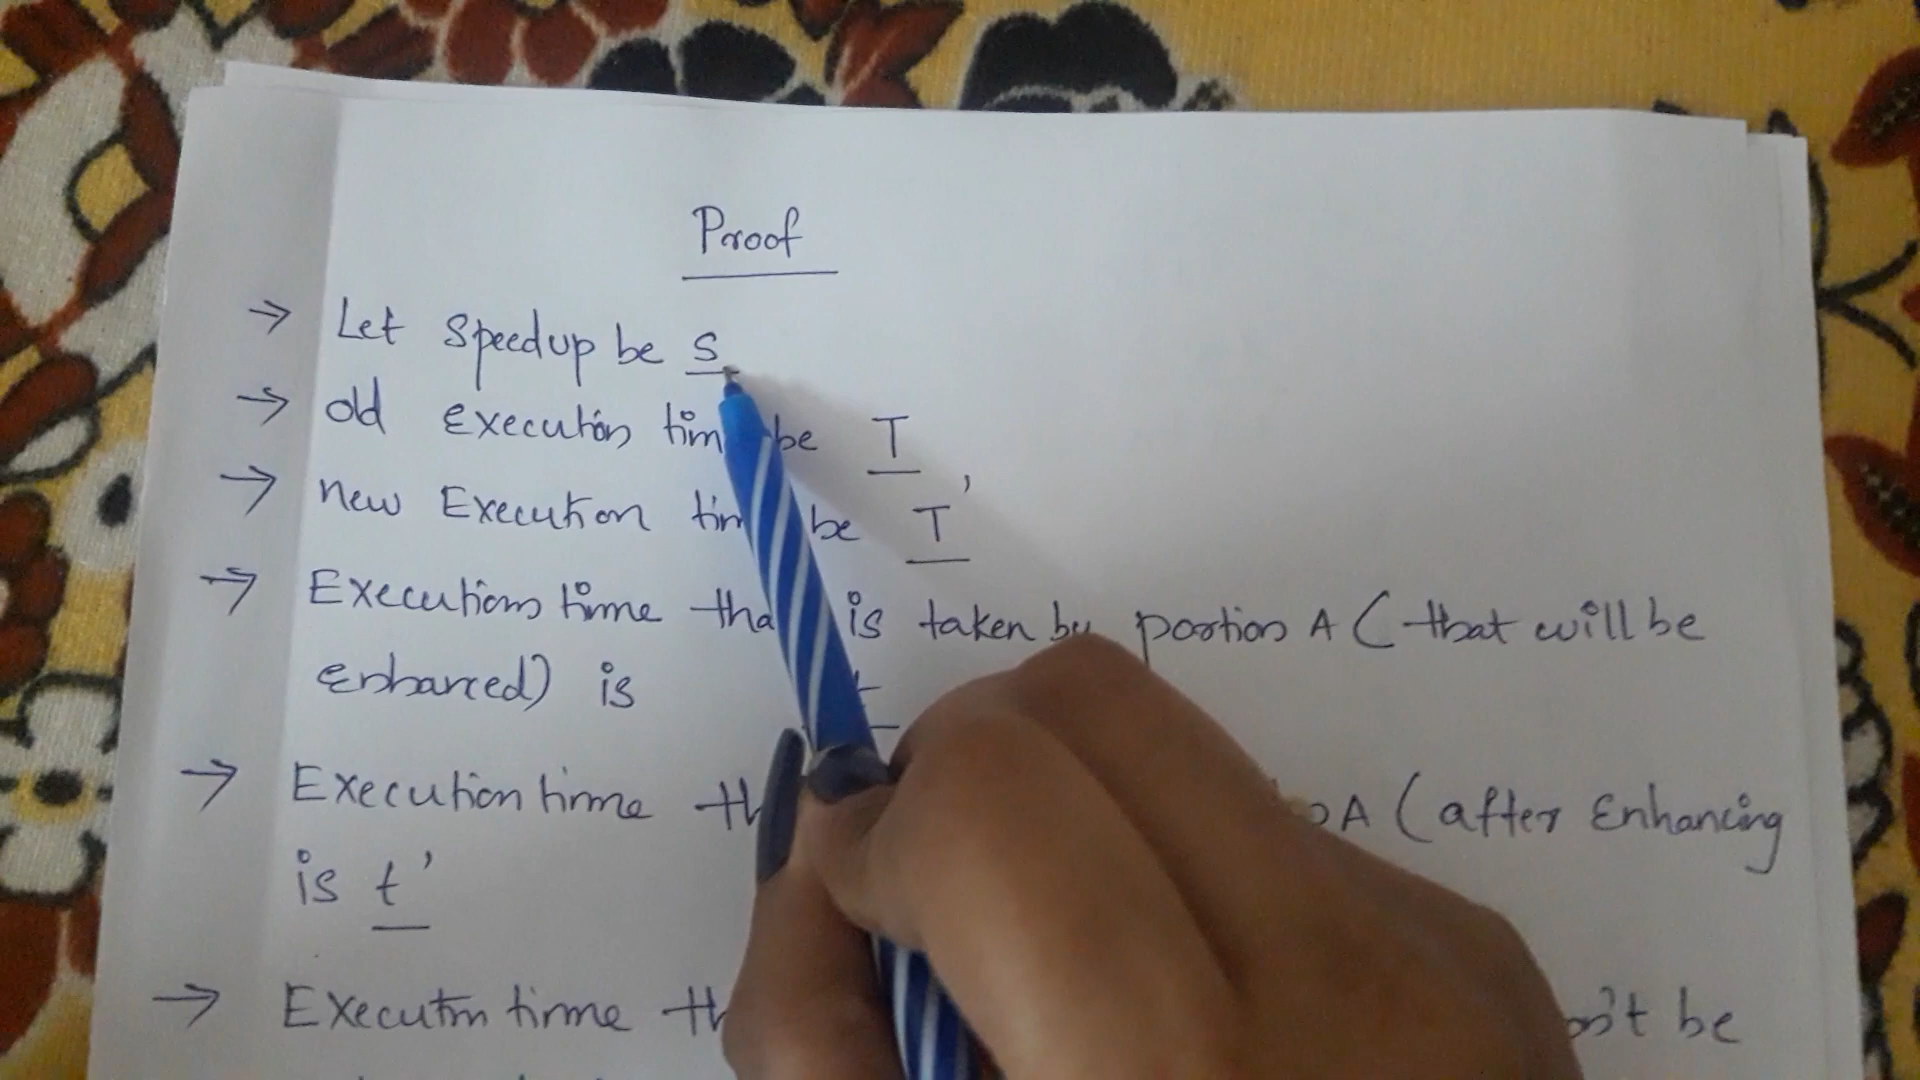 Proof
→ Let speedup be S
→ old execution be T
→ new Execution be T'
→ Execution time is taken by portion A ( that will be
Enhanced) is
→ Execution time A ( after Enhancing
is t'
→ Execution time be